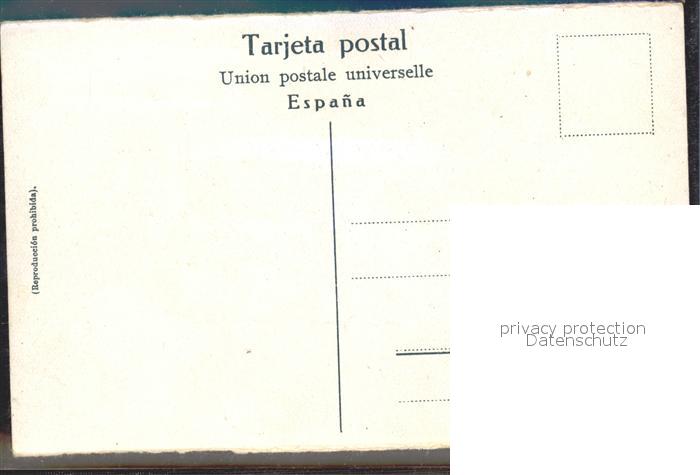 Tarjeta postal
Union postale universelle
España
(Reproducción prohibida).
privacy protection
Datenschutz